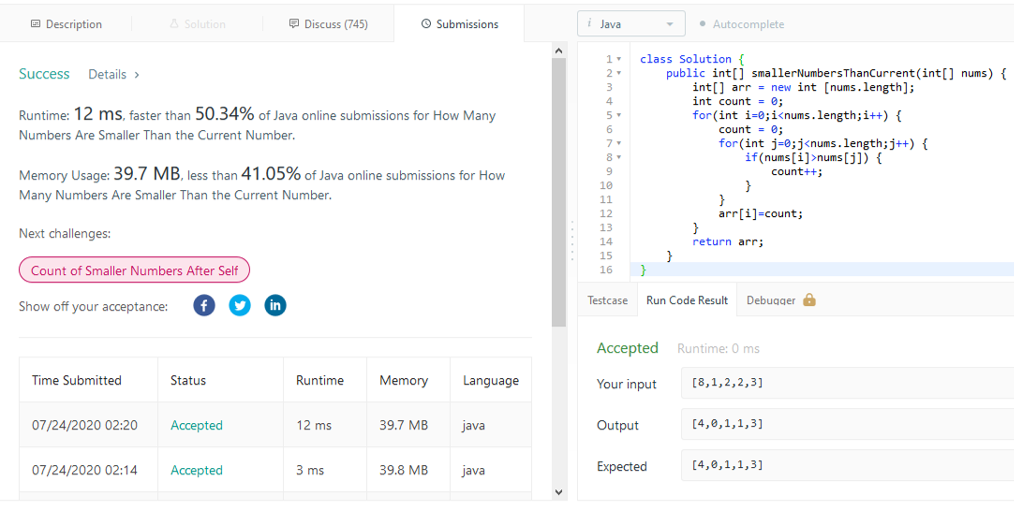 Description
Solution
Discuss (745)
Submissions
Success Details >
Runtime: 12 ms, faster than 50.34% of Java online submissions for How Many
Numbers Are Smaller Than the Current Number.
Memory Usage: 39.7 MB, less than 41.05% of Java online submissions for How
Many Numbers Are Smaller Than the Current Number.
Next challenges:
Count of Smaller Numbers After Self
Show off your acceptance:
Time Submitted Status Runtime Memory Language
07/24/2020 02:20 Accepted 12 ms 39.7 MB java
07/24/2020 02:14 Accepted 3 ms 39.8 MB java
i Java
Autocomplete
1 class Solution {
2 public int[] smallerNumbersThanCurrent(int[] nums) {
3 int[] arr = new int [nums.length];
4 int count = 0;
5 for(int i=0;i<nums.length;i++) {
6 count = 0;
7 for(int j=0;j<nums.length;j++) {
8 if(nums[i]>nums[j]) {
9 count++;
10 }
11 }
12 arr[i]=count;
13 }
14 return arr;
15 }
16 }
Testcase
Run Code Result
Debugger
Accepted Runtime: 0 ms
Your input [8,1,2,2,3]
Output [4,0,1,1,3]
Expected [4,0,1,1,3]